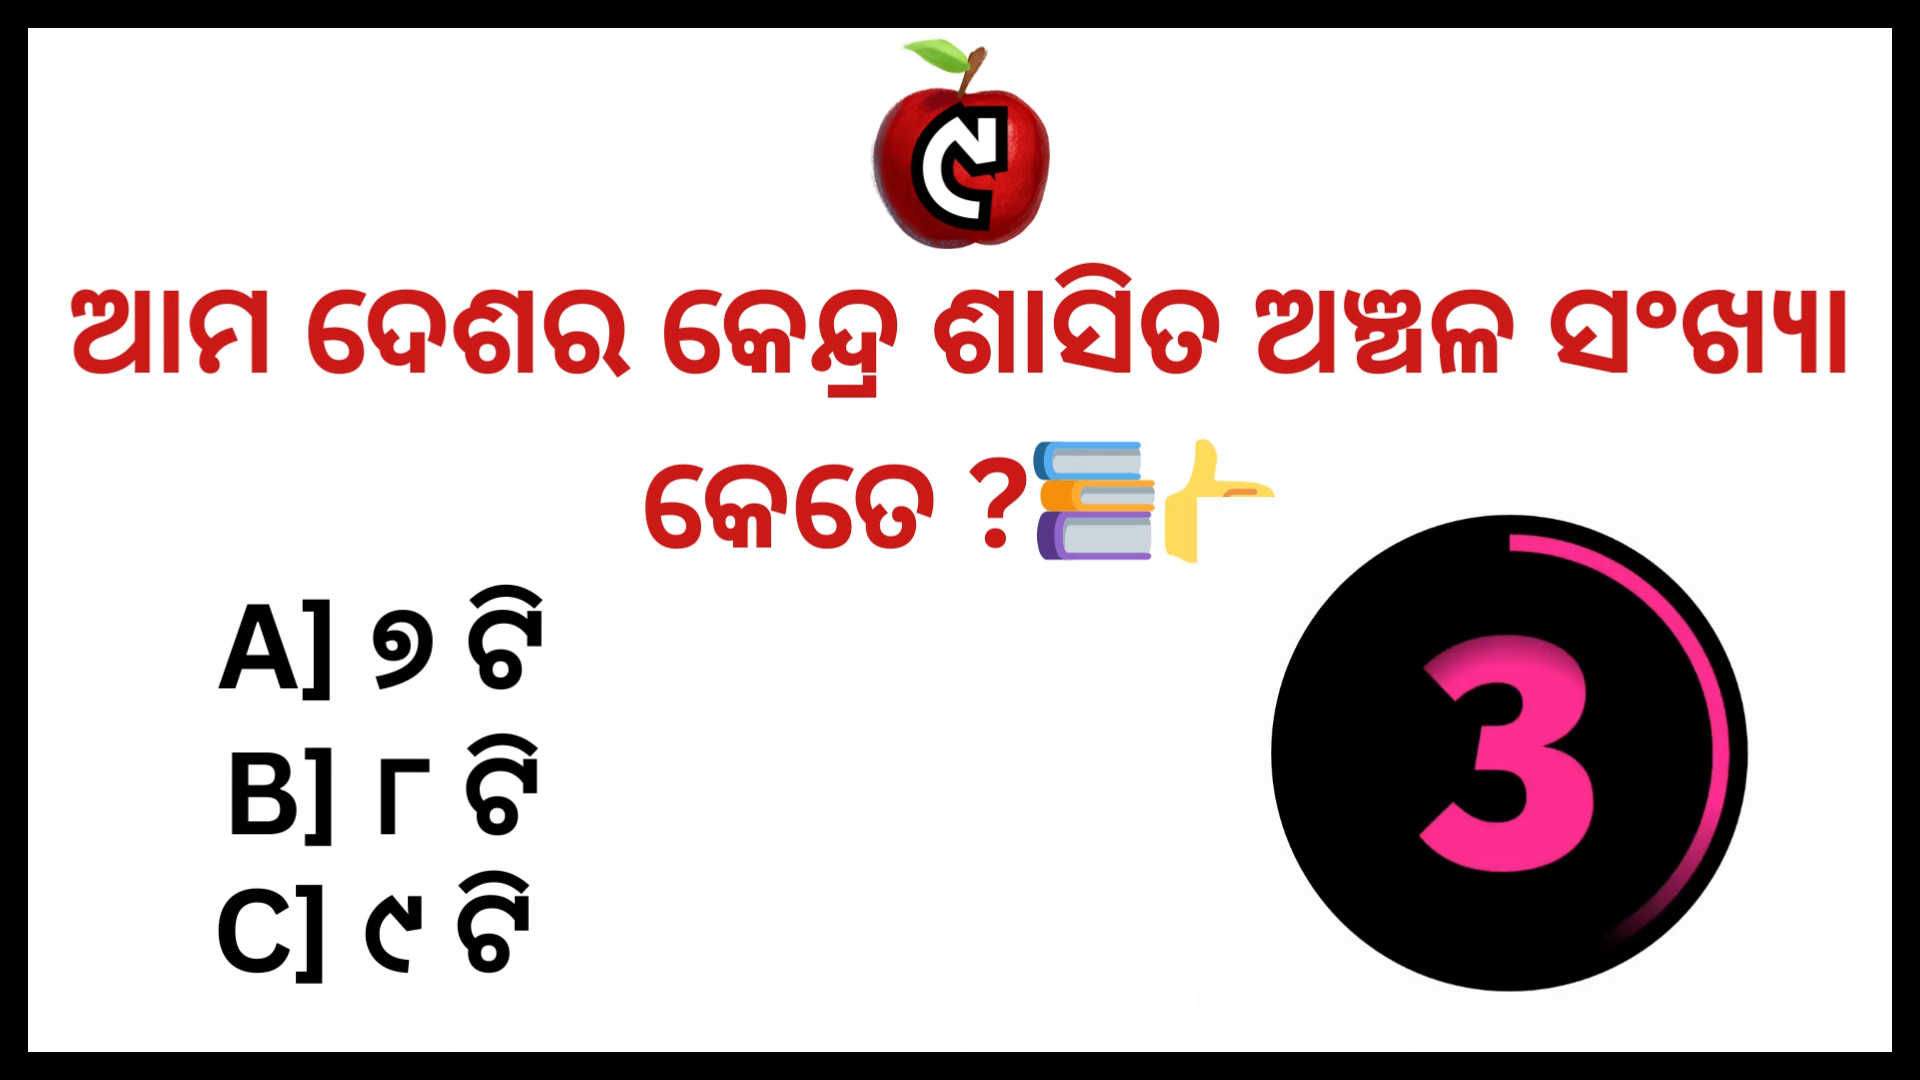 ୯
ଆମ ଦେଶର କେନ୍ଦ୍ର ଶାସିତ ଅଞ୍ଚଳ ସଂଖ୍ୟା
କେତେ ?
A] ୭ ଟି
B] ୮ ଟି
C] ୯ ଟି
3